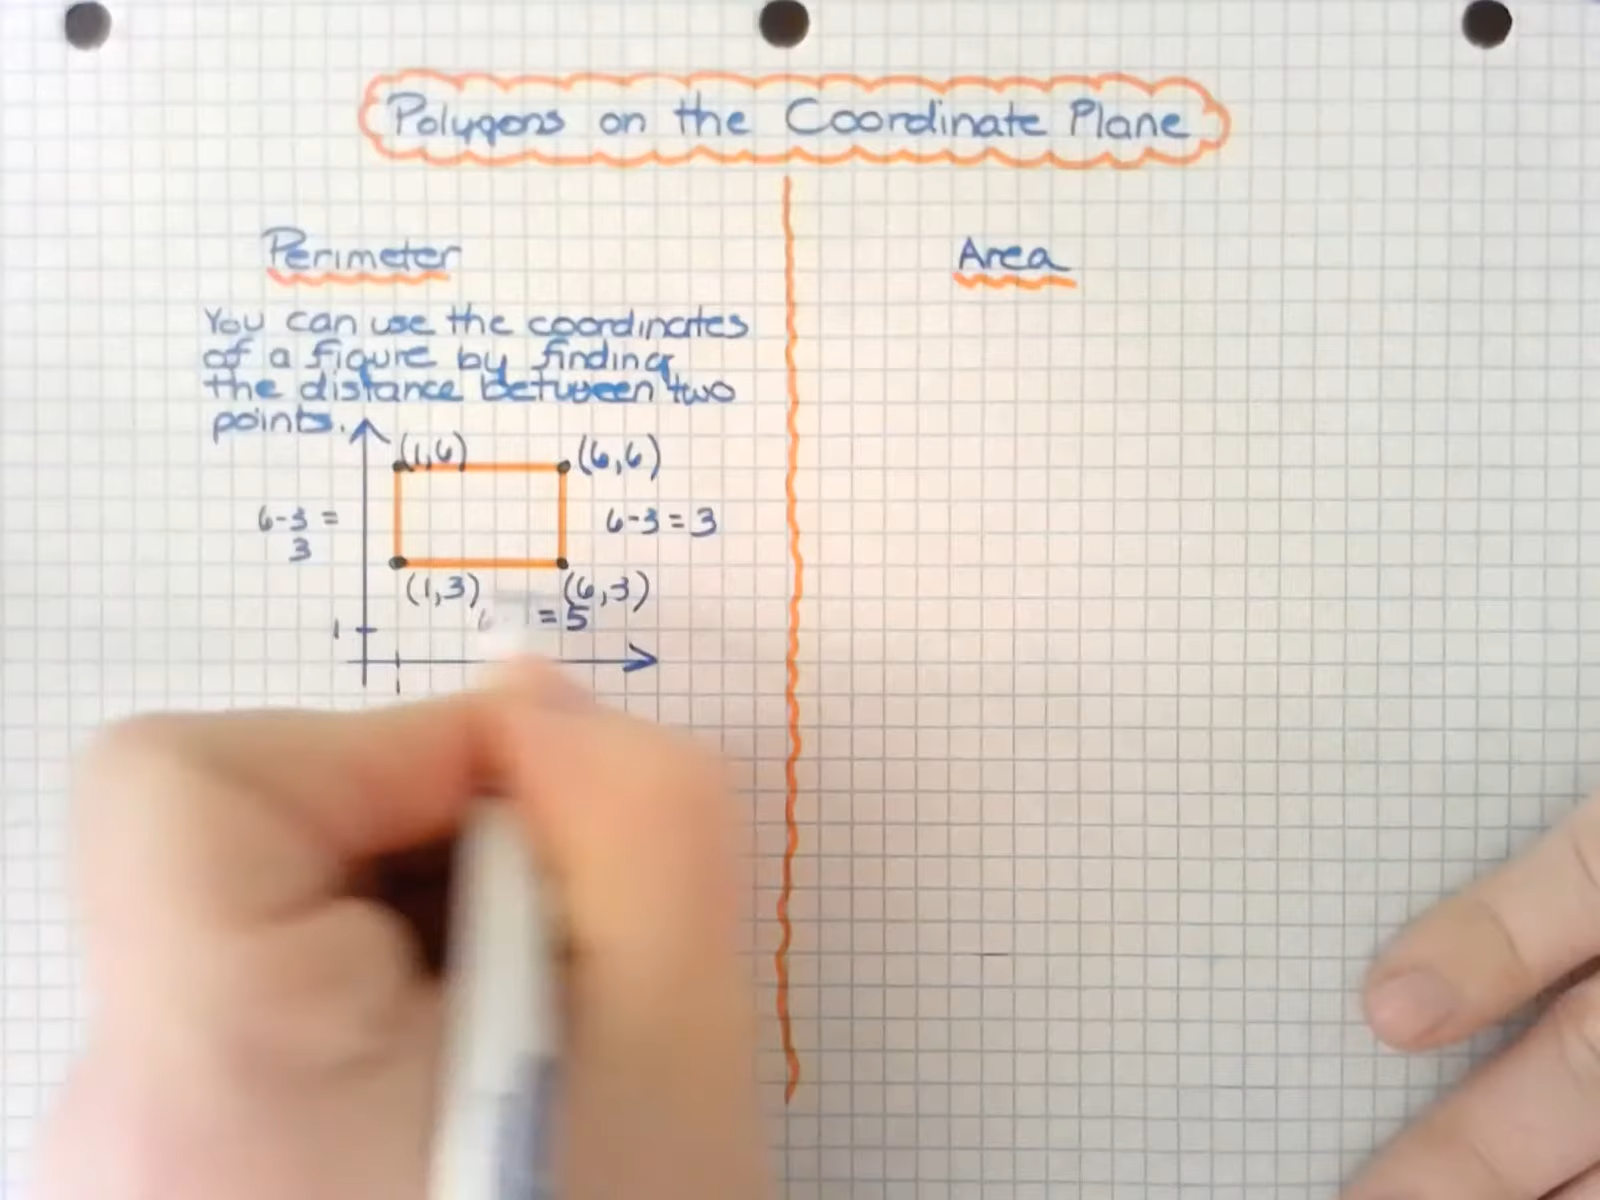 Polygons on the Coordinate Plane
Perimeter
Area
You can use the coordinates
of a figure by finding
the distance between two
points.
(1,6)
(6,6)
6-3 =
3
6-3=3
(1,3)
(6,3)
=5
1